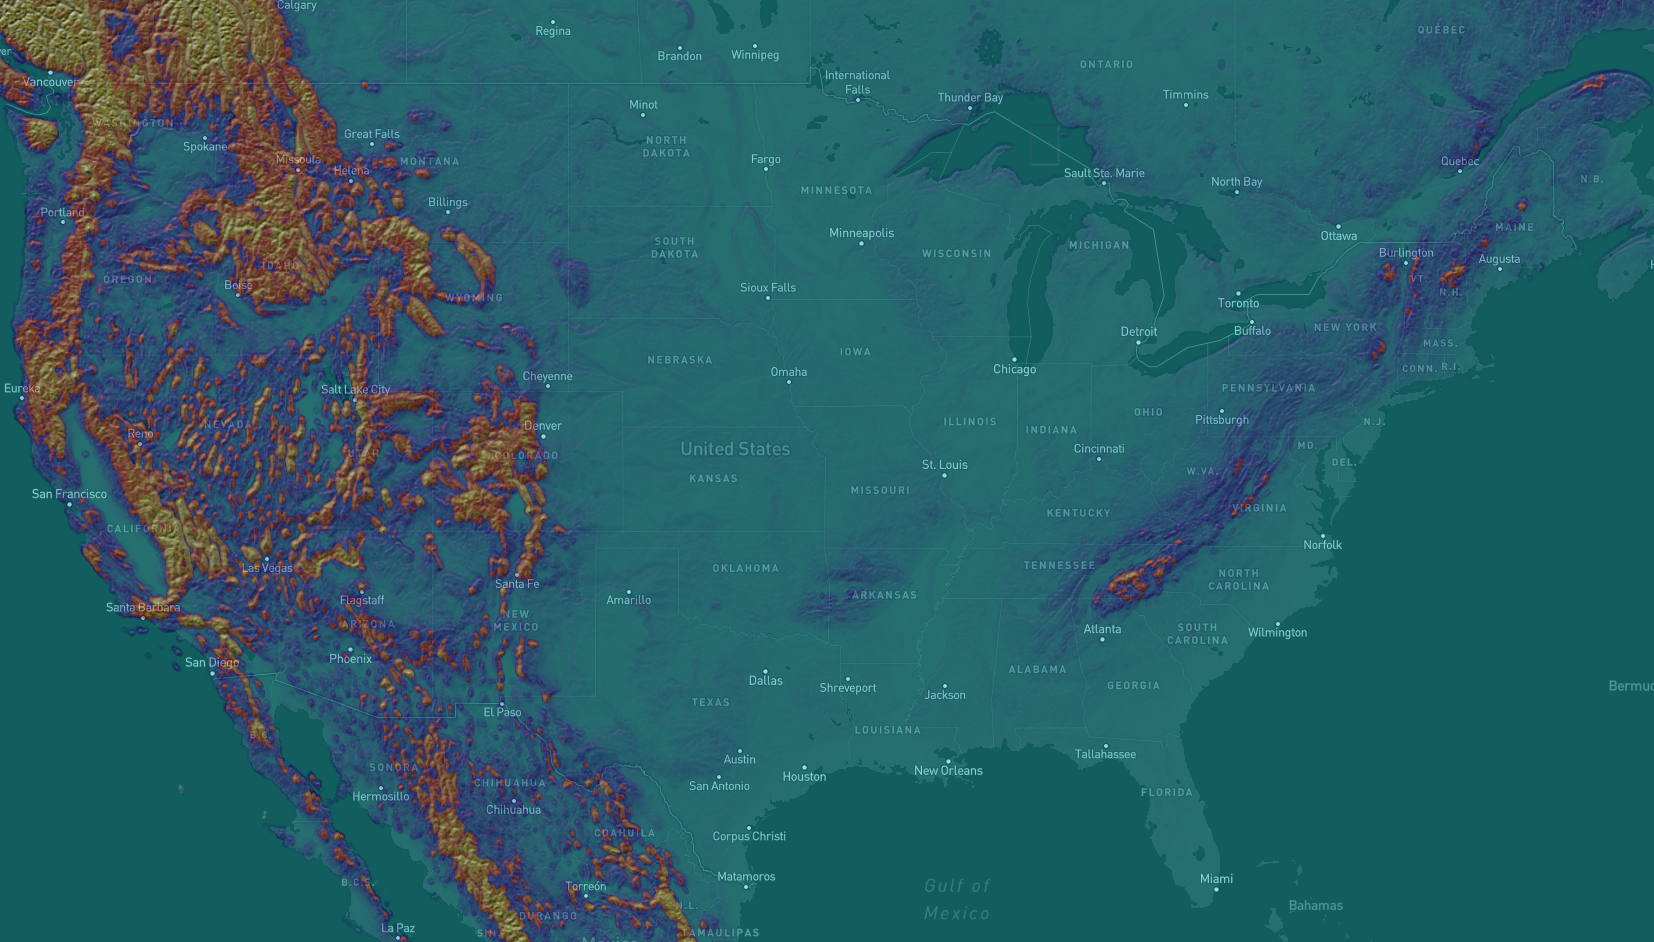 Calgary
Regina
Brandon
Winnipeg
QUÉBEC
ONTARIO
Vancouver
International
Falls
Thunder Bay
Timmins
Minot
WASHINGTON
Spokane
Great Falls
NORTH
DAKOTA
Missoula
Helena
MONTANA
Fargo
MINNESOTA
Sault Ste. Marie
North Bay
Quebec
N.B.
Portland
Billings
Minneapolis
SOUTH
DAKOTA
WISCONSIN
MICHIGAN
Ottawa
Burlington
MAINE
Augusta
OREGON
IDAHO
Boise
WYOMING
Sioux Falls
VT.
N.H.
Toronto
Detroit
Buffalo
NEW YORK
MASS.
CONN.
R.I.
NEBRASKA
IOWA
Chicago
Eureka
Salt Lake City
Cheyenne
Omaha
PENNSYLVANIA
Reno
NEVADA
Denver
ILLINOIS
INDIANA
OHIO
Pittsburgh
N.J.
UTAH
COLORADO
United States
Cincinnati
MD.
DEL.
St. Louis
W.VA.
KANSAS
MISSOURI
San Francisco
CALIFORNIA
KENTUCKY
VIRGINIA
Norfolk
Las Vegas
Santa Fe
OKLAHOMA
TENNESSEE
NORTH
CAROLINA
Santa Barbara
Flagstaff
ARIZONA
NEW
MEXICO
Amarillo
ARKANSAS
Atlanta
SOUTH
CAROLINA
Wilmington
San Diego
Phoenix
Dallas
Shreveport
Jackson
ALABAMA
GEORGIA
Bermu
El Paso
TEXAS
LOUISIANA
B.C.
SONORA
Hermosillo
CHIHUAHUA
Chihuahua
Austin
San Antonio
Houston
New Orleans
Tallahassee
FLORIDA
COAHUILA
Corpus Christi
B.C.S.
Torreón
Matamoros
Gulf of
Mexico
Miami
Bahamas
N.L.
DURANGO
La Paz
SIN.
TAMAULIPAS
Mexico